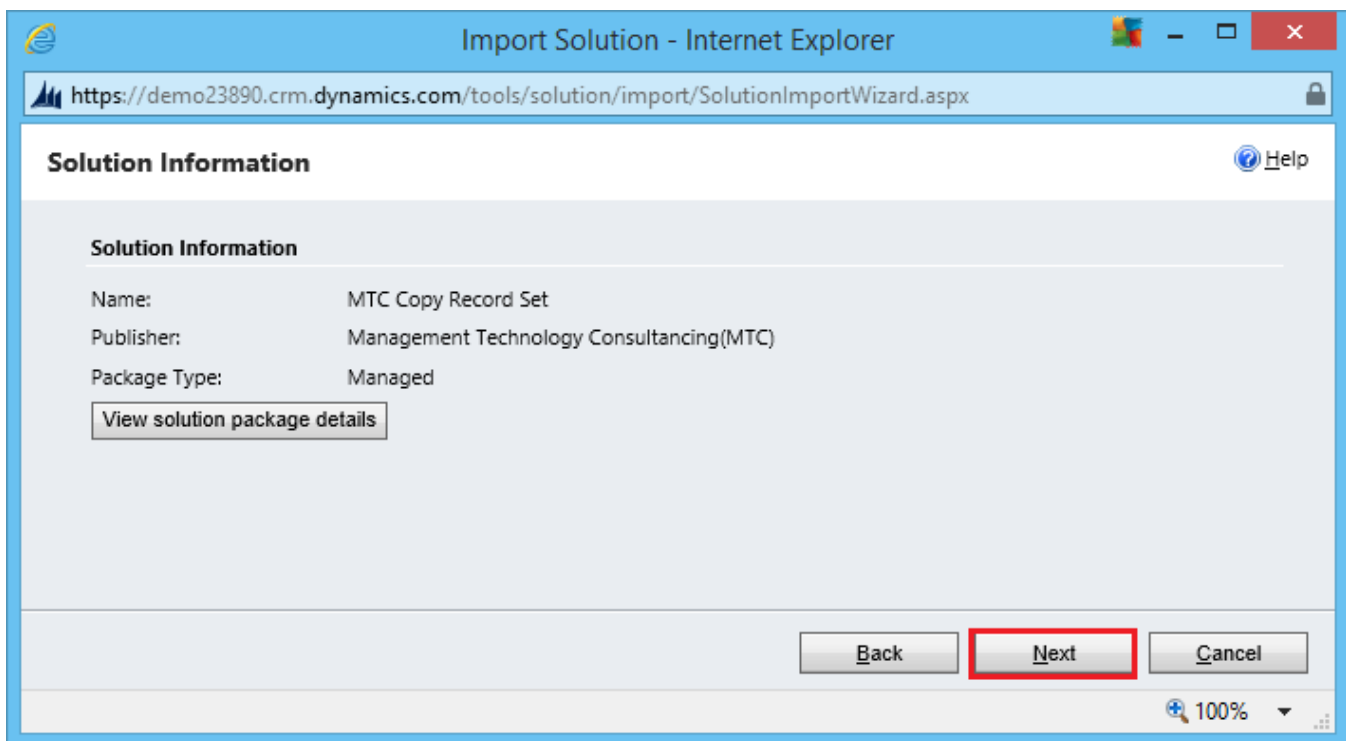 Import Solution - Internet Explorer
https://demo23890.crm.dynamics.com/tools/solution/import/SolutionImportWizard.aspx
Solution Information
Help
Solution Information
Name: MTC Copy Record Set
Publisher: Management Technology Consultancing(MTC)
Package Type: Managed
View solution package details
Back Next Cancel
100%